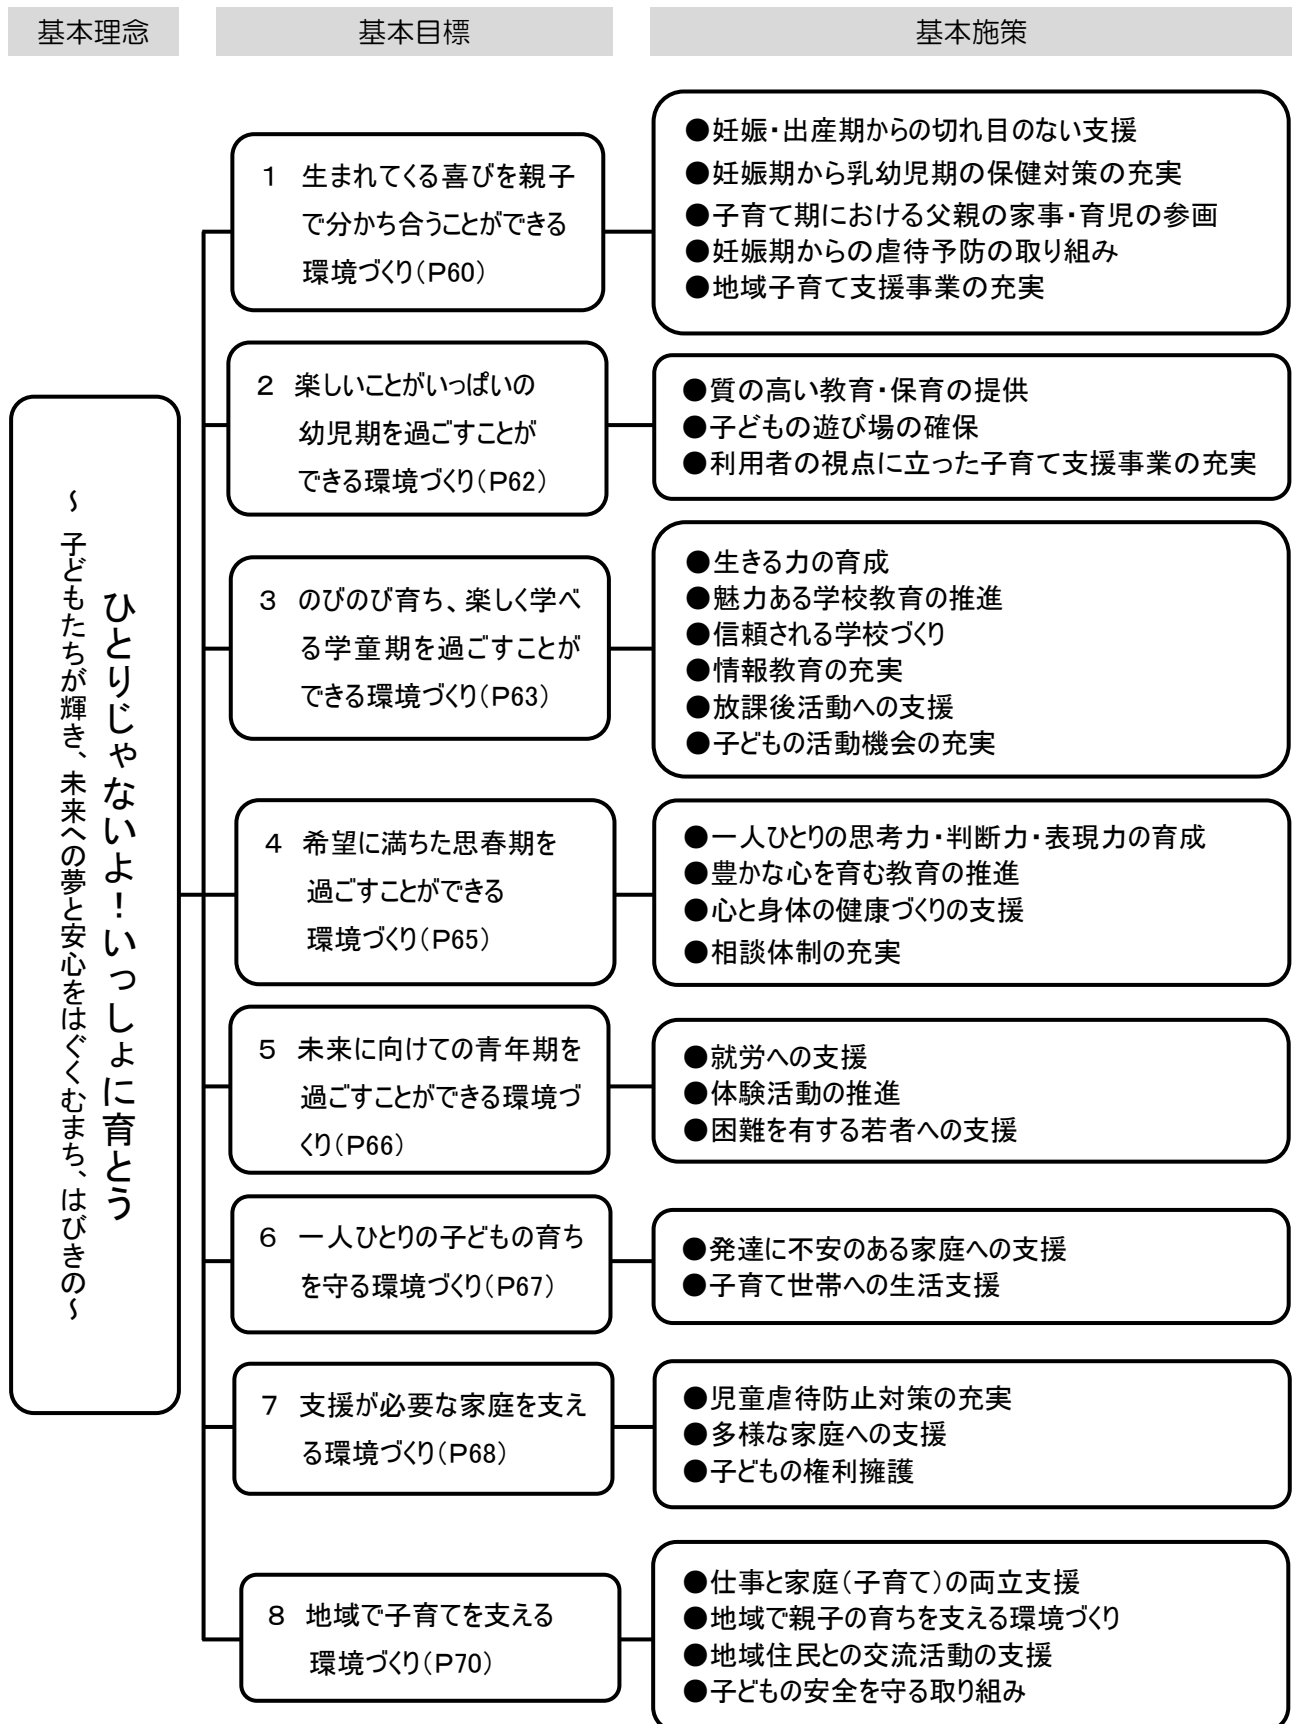 基本理念
基本目標
基本施策
ひとりじゃないよ！いっしょに育とう
～ 子どもたちが輝き、未来への夢と安心をはぐくむまち、はびきの～
１ 生まれてくる喜びを親子
で分かち合うことができる
環境づくり（P60）
●妊娠・出産期からの切れ目のない支援
●妊娠期から乳幼児期の保健対策の充実
●子育て期における父親の家事・育児の参画
●妊娠期からの虐待予防の取り組み
●地域子育て支援事業の充実
２ 楽しいことがいっぱいの
幼児期を過ごすことが
できる環境づくり（P62）
●質の高い教育・保育の提供
●子どもの遊び場の確保
●利用者の視点に立った子育て支援事業の充実
３ のびのび育ち、楽しく学べ
る学童期を過ごすことが
できる環境づくり（P63）
●生きる力の育成
●魅力ある学校教育の推進
●信頼される学校づくり
●情報教育の充実
●放課後活動への支援
●子どもの活動機会の充実
４ 希望に満ちた思春期を
過ごすことができる
環境づくり（P65）
●一人ひとりの思考力・判断力・表現力の育成
●豊かな心を育む教育の推進
●心と身体の健康づくりの支援
●相談体制の充実
５ 未来に向けての青年期を
過ごすことができる環境づ
くり（P66）
●就労への支援
●体験活動の推進
●困難を有する若者への支援
６ 一人ひとりの子どもの育ち
を守る環境づくり（P67）
●発達に不安のある家庭への支援
●子育て世帯への生活支援
７ 支援が必要な家庭を支え
る環境づくり（P68）
●児童虐待防止対策の充実
●多様な家庭への支援
●子どもの権利擁護
８ 地域で子育てを支える
環境づくり（P70）
●仕事と家庭（子育て）の両立支援
●地域で親子の育ちを支える環境づくり
●地域住民との交流活動の支援
●子どもの安全を守る取り組み